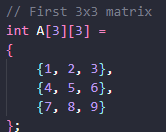 // First 3x3 matrix
int A[3][3] =
{
    {1, 2, 3},
    {4, 5, 6},
    {7, 8, 9}
};